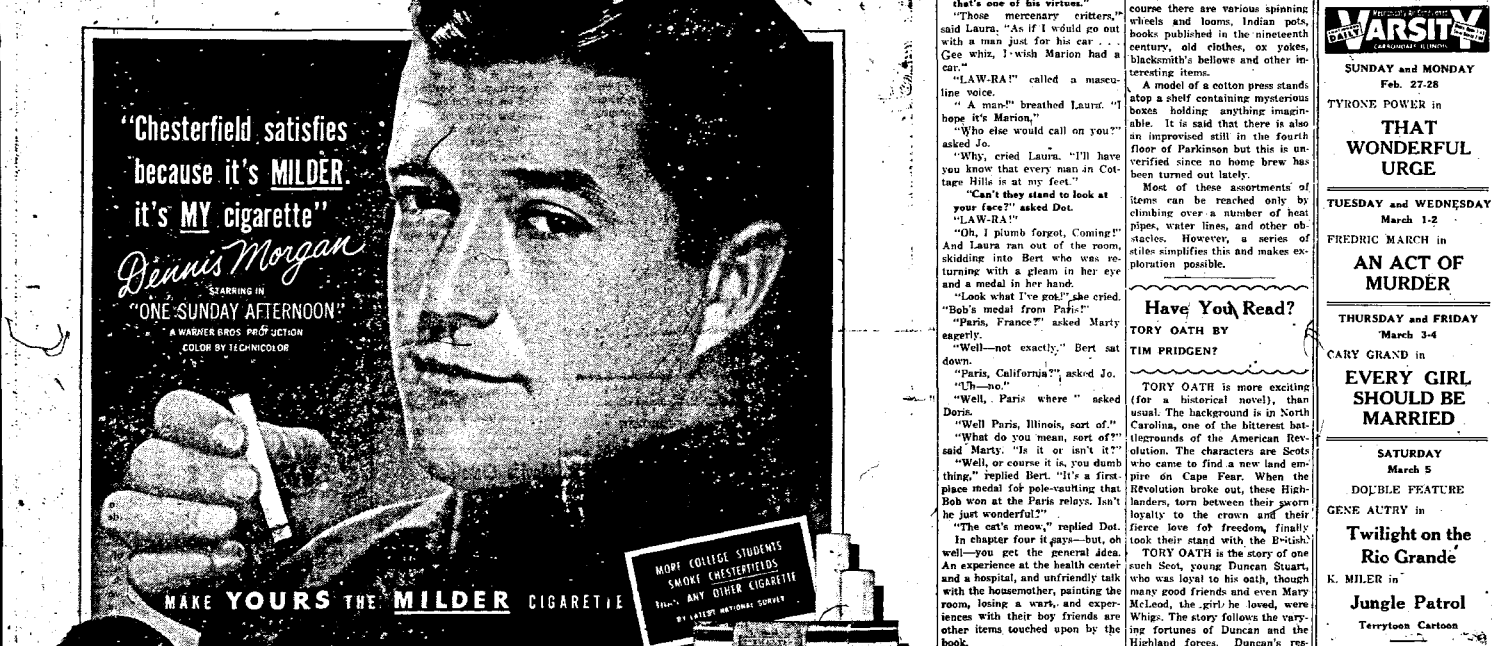 "Chesterfield satisfies
because it's MILDER.
it's MY cigarette"
Dennis Morgan
STARRING IN
"ONE SUNDAY AFTERNOON"
A WARNER BROS. PRODUCTION
COLOR BY TECHNICOLOR
MAKE YOURS THE MILDER CIGARETTE
MORE COLLEGE STUDENTS
SMOKE CHESTERFIELDS
THAN ANY OTHER CIGARETTE
BY LATEST NATIONAL SURVEY
that's one of his virtues."
"Those mercenary critters,"
said Laura. "As if I would go out
with a man just for his car . . .
Gee whiz, I wish Marion had a
car."
"LAW-RA!" called a mascu-
line voice.
" A man!" breathed Laura. "I
hope it's Marion."
"Who else would call on you?"
asked Jo.
"Why, cried Laura. "I'll have
you know that every man in Cot-
tage Hills is at my feet."
"Can't they stand to look at
your face?" asked Dot.
"LAW-RA!"
"Oh, I plumb forgot, Coming!"
And Laura ran out of the room,
skidding into Bert who was re-
turning with a gleam in her eye
and a medal in her hand.
"Look what I've got!" she cried.
"Bob's medal from Paris!"
"Paris, France?" asked Marty
eagerly.
"Well—not exactly." Bert sat
down.
"Paris, California?" asked Jo.
"Uh—no."
"Well, Paris where " asked
Doris.
"Well Paris, Illinois, sort of."
"What do you mean, sort of?"
said Marty. "Is it or isn't it?"
"Well, or course it is, you dumb
thing," replied Bert. "It's a first-
place medal for pole-vaulting that
Bob won at the Paris relays. Isn't
he just wonderful?"
"The cat's meow," replied Dot.
In chapter four it says—but, oh
well—you get the general idea.
An experience at the health center
and a hospital, and unfriendly talk
with the housemother, painting the
room, losing a wart, and exper-
iences with their boy friends are
other items touched upon by the
book.
course there are various spinning
wheels and looms, Indian pots,
books published in the nineteenth
century, old clothes, ox yokes,
blacksmith's bellows and other in-
teresting items.
A model of a cotton press stands
atop a shelf containing mysterious
boxes holding anything imagin-
able. It is said that there is also
an improvised still in the fourth
floor of Parkinson but this is un-
verified since no home brew has
been turned out lately.
Most of these assortments of
items can be reached only by
climbing over a number of heat
pipes, water lines, and other ob-
stacles. However, a series of
stiles simplifies this and makes ex-
ploration possible.
Have You Read?
TORY OATH BY
TIM PRIDGEN?
TORY OATH is more exciting
(for a historical novel), than
usual. The background is in North
Carolina, one of the bitterest bat-
tlegrounds of the American Rev-
olution. The characters are Scots
who came to find a new land em-
pire on Cape Fear. When the
Revolution broke out, these High-
landers, torn between their sworn
loyalty to the crown and their
fierce love for freedom, finally
took their stand with the British.
TORY OATH is the story of one
such Scot, young Duncan Stuart,
who was loyal to his oath, though
many good friends and even Mary
McLeod, the girl he loved, were
Whigs. The story follows the vary-
ing fortunes of Duncan and the
Highland forces. Duncan's res-
VARSITY
CARBONDALE, ILLINOIS
SUNDAY and MONDAY
Feb. 27-28
TYRONE POWER in
THAT
WONDERFUL
URGE
TUESDAY and WEDNESDAY
March 1-2
FREDRIC MARCH in
AN ACT OF
MURDER
THURSDAY and FRIDAY
March 3-4
CARY GRAND in
EVERY GIRL
SHOULD BE
MARRIED
SATURDAY
March 5
DOUBLE FEATURE
GENE AUTRY in
Twilight on the
Rio Grande
K. MILER in
Jungle Patrol
Terrytoon Cartoon